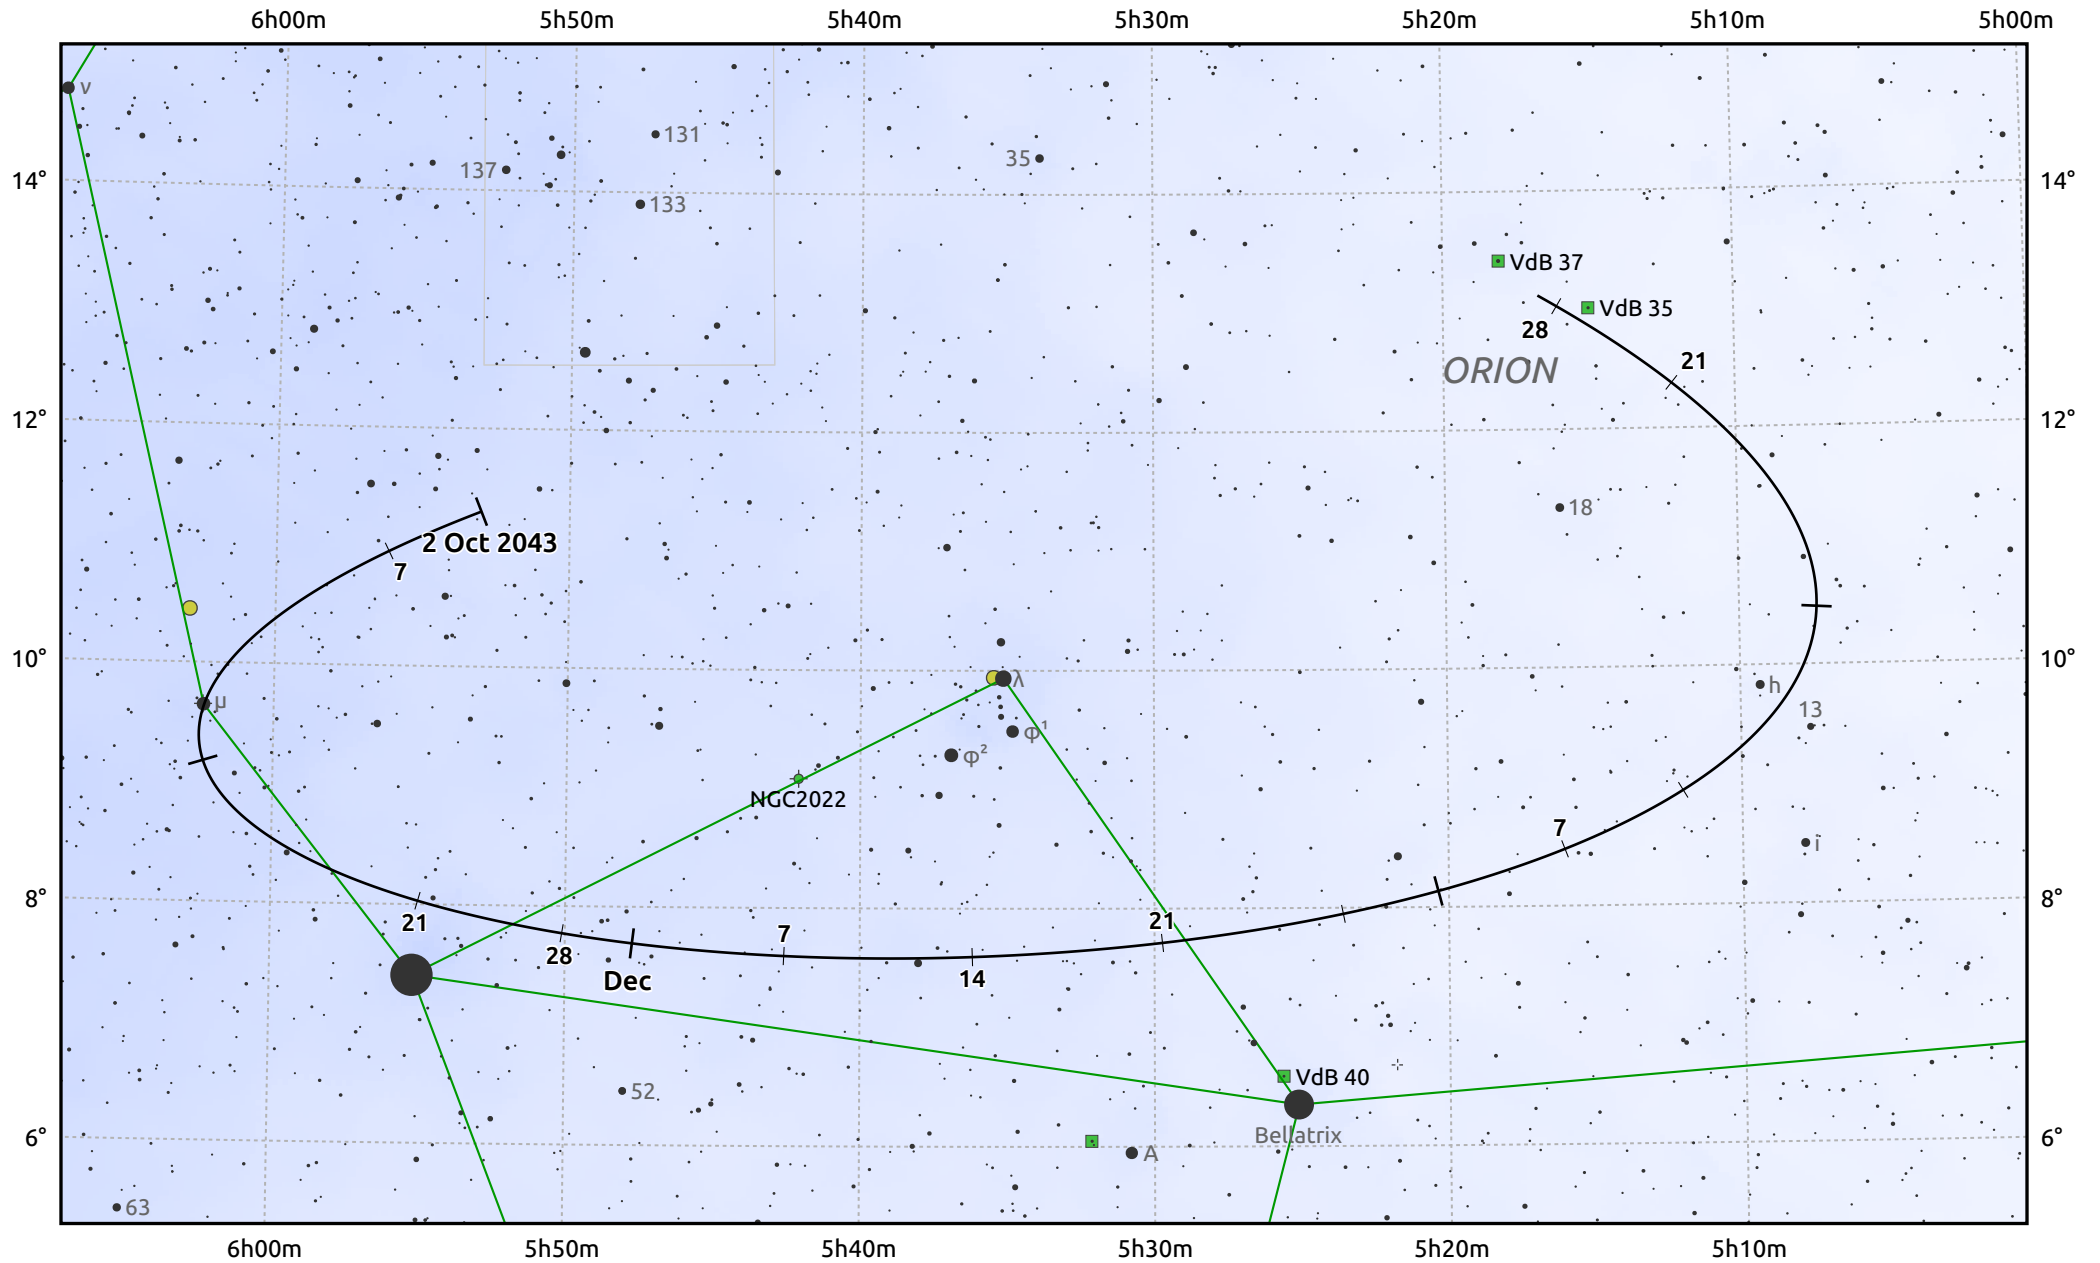 6h00m 5h50m 5h40m 5h30m 5h20m 5h10m 5h00m
ν
131
35
137
14° 14°
133
VdB 37
VdB 35
28
21
ORION
12° 12°
18
2 Oct 2043
7
10° 10°
λ
h
μ
13
φ¹
φ²
NGC2022
7
i
8° 8°
21
21
7
28
14
Dec
VdB 40
52
Bellatrix
6° 6°
A
63
6h00m 5h50m 5h40m 5h30m 5h20m 5h10m